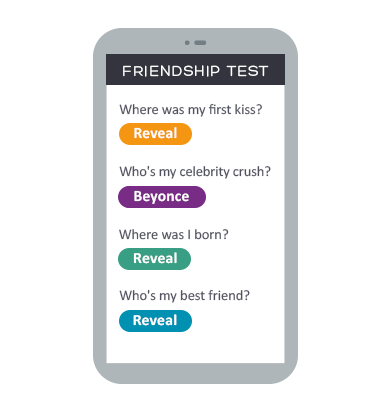 FRIENDSHIP TEST
Where was my first kiss?
Reveal
Who's my celebrity crush?
Beyonce
Where was I born?
Reveal
Who's my best friend?
Reveal